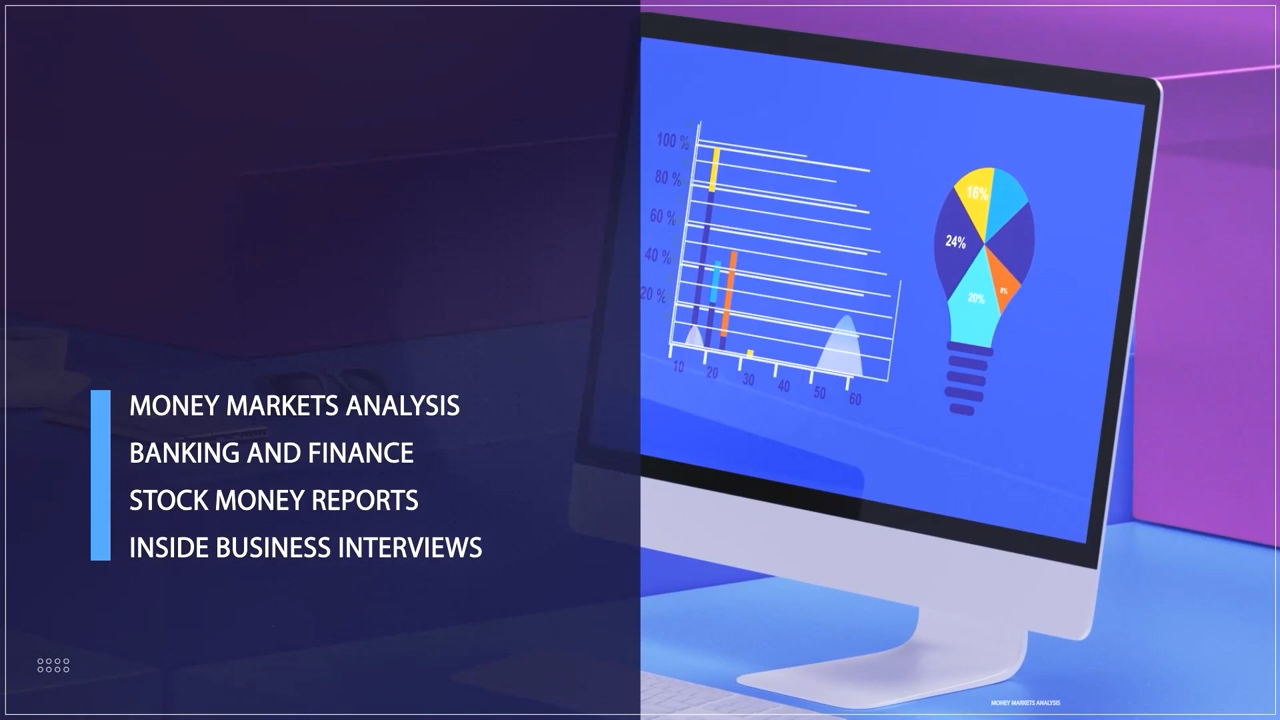 MONEY MARKETS ANALYSIS
BANKING AND FINANCE
STOCK MONEY REPORTS
INSIDE BUSINESS INTERVIEWS
100 %
80 %
60 %
40 %
20 %
10 20 30 40 50 60
16%
24%
20%
8%
MONEY MARKETS ANALYSIS